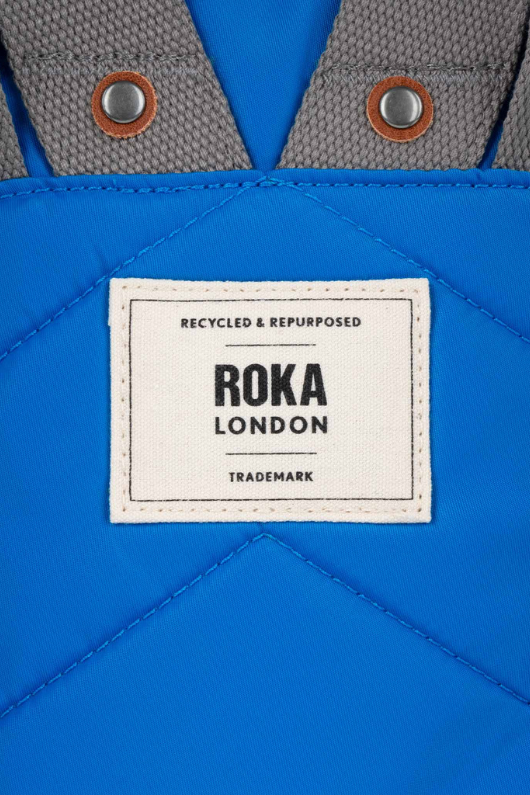 RECYCLED & REPURPOSED
ROKA
LONDON
TRADEMARK